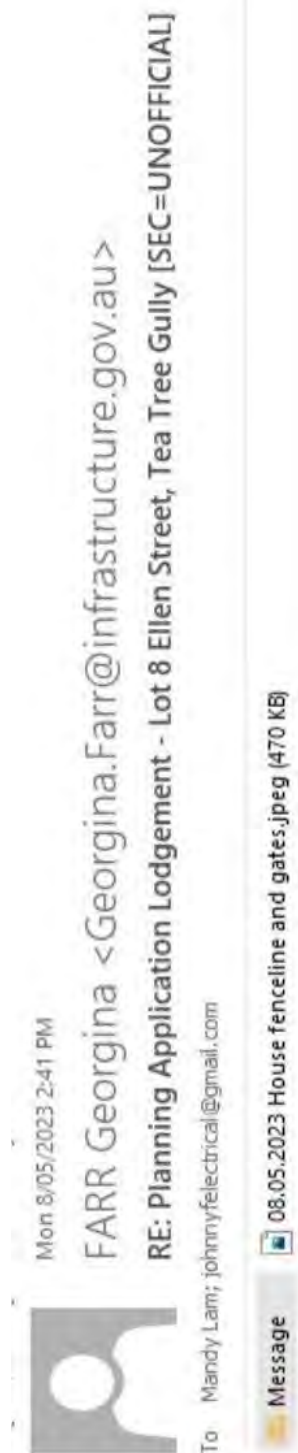 Mon 8/05/2023 2:41 PM
FARR Georgina <Georgina.Farr@infrastructure.gov.au>
RE: Planning Application Lodgement - Lot 8 Ellen Street, Tea Tree Gully [SEC=UNOFFICIAL]
To Mandy Lam; johnnyfelectrical@gmail.com
Message 08.05.2023 House fenceline and gates.jpeg (470 KB)